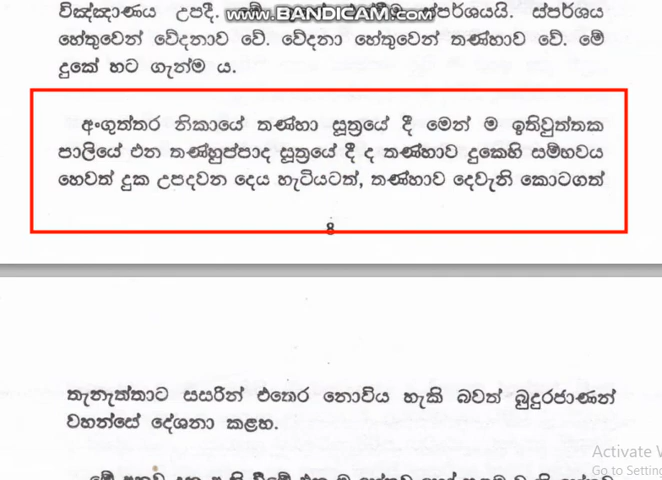 විඤ්ඤාණය උපදී.
WWW.BANDICAM.COM
ස්පර්ශයයි. ස්පර්ශය
හේතුවෙන් වේදනාව වේ. වේදනා හේතුවෙන් තණ්හාව වේ. මේ
දුකේ හට ගැන්ම ය.
අංගුත්තර නිකායේ තණ්හා සූත්‍රයේ දී මෙන් ම ඉතිවුත්තක
පාලියේ එන තණ්හුප්පාද සූත්‍රයේ දී ද තණ්හාව දුකෙහි සම්භවය
හෙවත් දුක උපදවන දෙය හැටියටත්, තණ්හාව දෙවැනි කොටගත්
8
තැනැත්තාට සසරින් එතෙර නොවිය හැකි බවත් බුදුරජාණන්
වහන්සේ දේශනා කළහ.
Activate W
Go to Setting